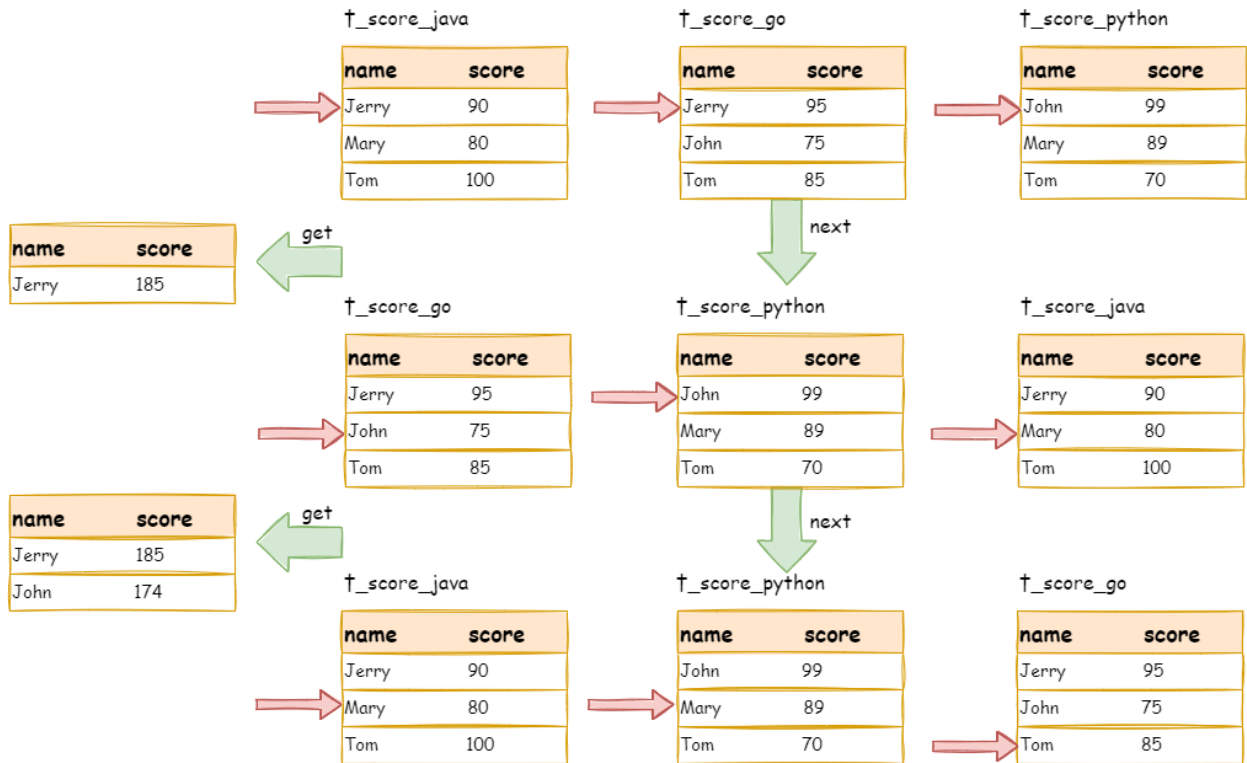 t_score_java t_score_go t_score_python
name score name score name score
Jerry 90 Jerry 95 John 99
Mary 80 John 75 Mary 89
Tom 100 Tom 85 Tom 70
next
get
name score
Jerry 185
t_score_go t_score_python t_score_java
name score name score name score
Jerry 95 John 99 Jerry 90
John 75 Mary 89 Mary 80
Tom 85 Tom 70 Tom 100
next
get
name score
Jerry 185
John 174
t_score_java t_score_python t_score_go
name score name score name score
Jerry 90 John 99 Jerry 95
Mary 80 Mary 89 John 75
Tom 100 Tom 70 Tom 85